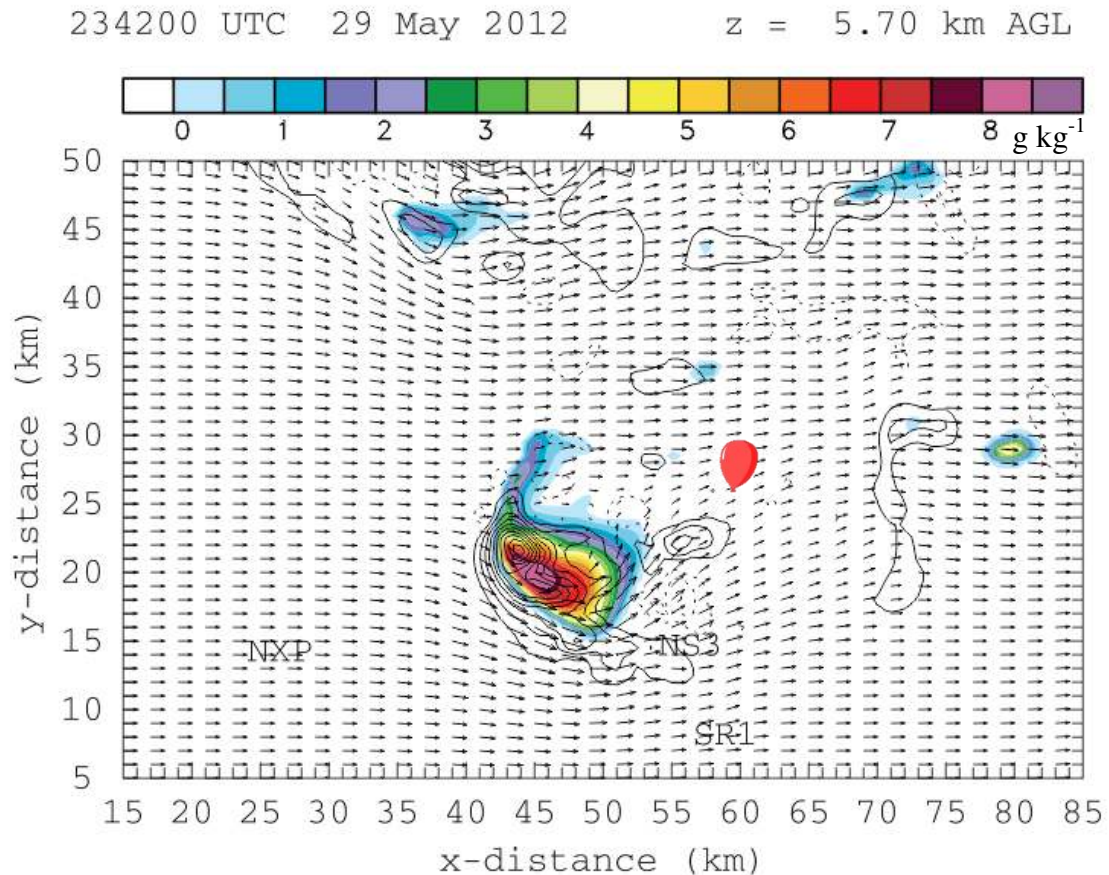 234200 UTC 29 May 2012 z = 5.70 km AGL
0 1 2 3 4 5 6 7 8 g kg-1
50
45
40
35
30
25
20
15
10
5
y-distance (km)
NXP NS3
SR1
15 20 25 30 35 40 45 50 55 60 65 70 75 80 85
x-distance (km)